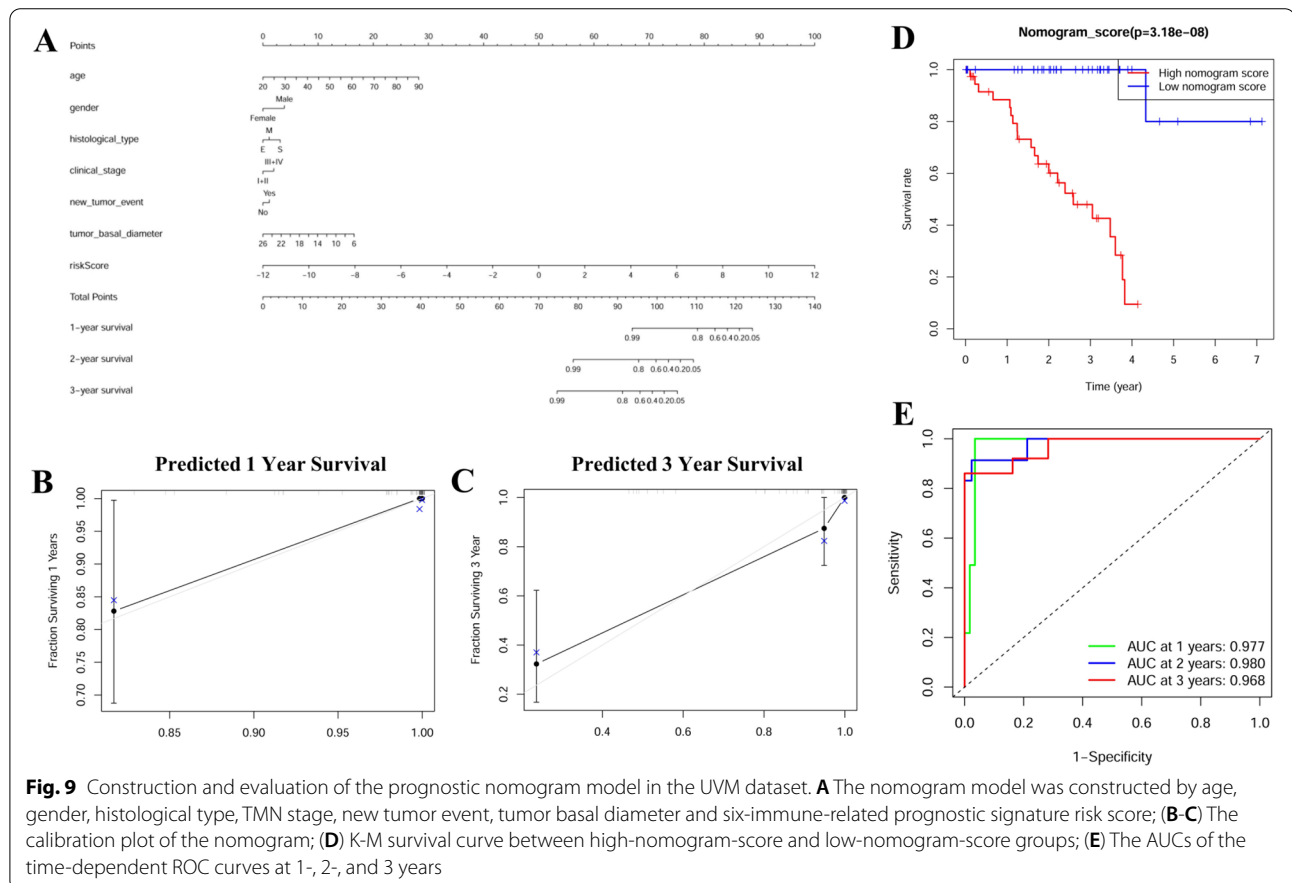 A
Points
0 10 20 30 40 50 60 70 80 90 100
age
20 30 40 50 60 70 80 90
Male
gender
Female
M
histological_type
E S
III+IV
clinical_stage
I+II
Yes
new_tumor_event
No
tumor_basal_diameter
26 22 18 14 10 6
riskScore
−12 −10 −8 −6 −4 −2 0 2 4 6 8 10 12
Total Points
0 10 20 30 40 50 60 70 80 90 100 110 120 130 140
1−year survival
0.99 0.8 0.6 0.4 0.20.05
2−year survival
0.99 0.8 0.6 0.4 0.20.05
3−year survival
0.99 0.8 0.6 0.4 0.20.05
B
Predicted 1 Year Survival
Fraction Surviving 1 Years
1.00
0.95
0.90
0.85
0.80
0.75
0.70
0.85 0.90 0.95 1.00
C
Predicted 3 Year Survival
Fraction Surviving 3 Year
1.0
0.8
0.6
0.4
0.2
0.4 0.6 0.8 1.0
D
Nomogram_score(p=3.18e−08)
High nomogram score
Low nomogram score
Survival rate
1.0
0.8
0.6
0.4
0.2
0.0
0 1 2 3 4 5 6 7
Time (year)
E
Sensitivity
1.0
0.8
0.6
0.4
0.2
0.0
AUC at 1 years: 0.977
AUC at 2 years: 0.980
AUC at 3 years: 0.968
0.0 0.2 0.4 0.6 0.8 1.0
1−Specificity
Fig. 9 Construction and evaluation of the prognostic nomogram model in the UVM dataset. A The nomogram model was constructed by age,
gender, histological type, TMN stage, new tumor event, tumor basal diameter and six-immune-related prognostic signature risk score; (B-C) The
calibration plot of the nomogram; (D) K-M survival curve between high-nomogram-score and low-nomogram-score groups; (E) The AUCs of the
time-dependent ROC curves at 1-, 2-, and 3 years